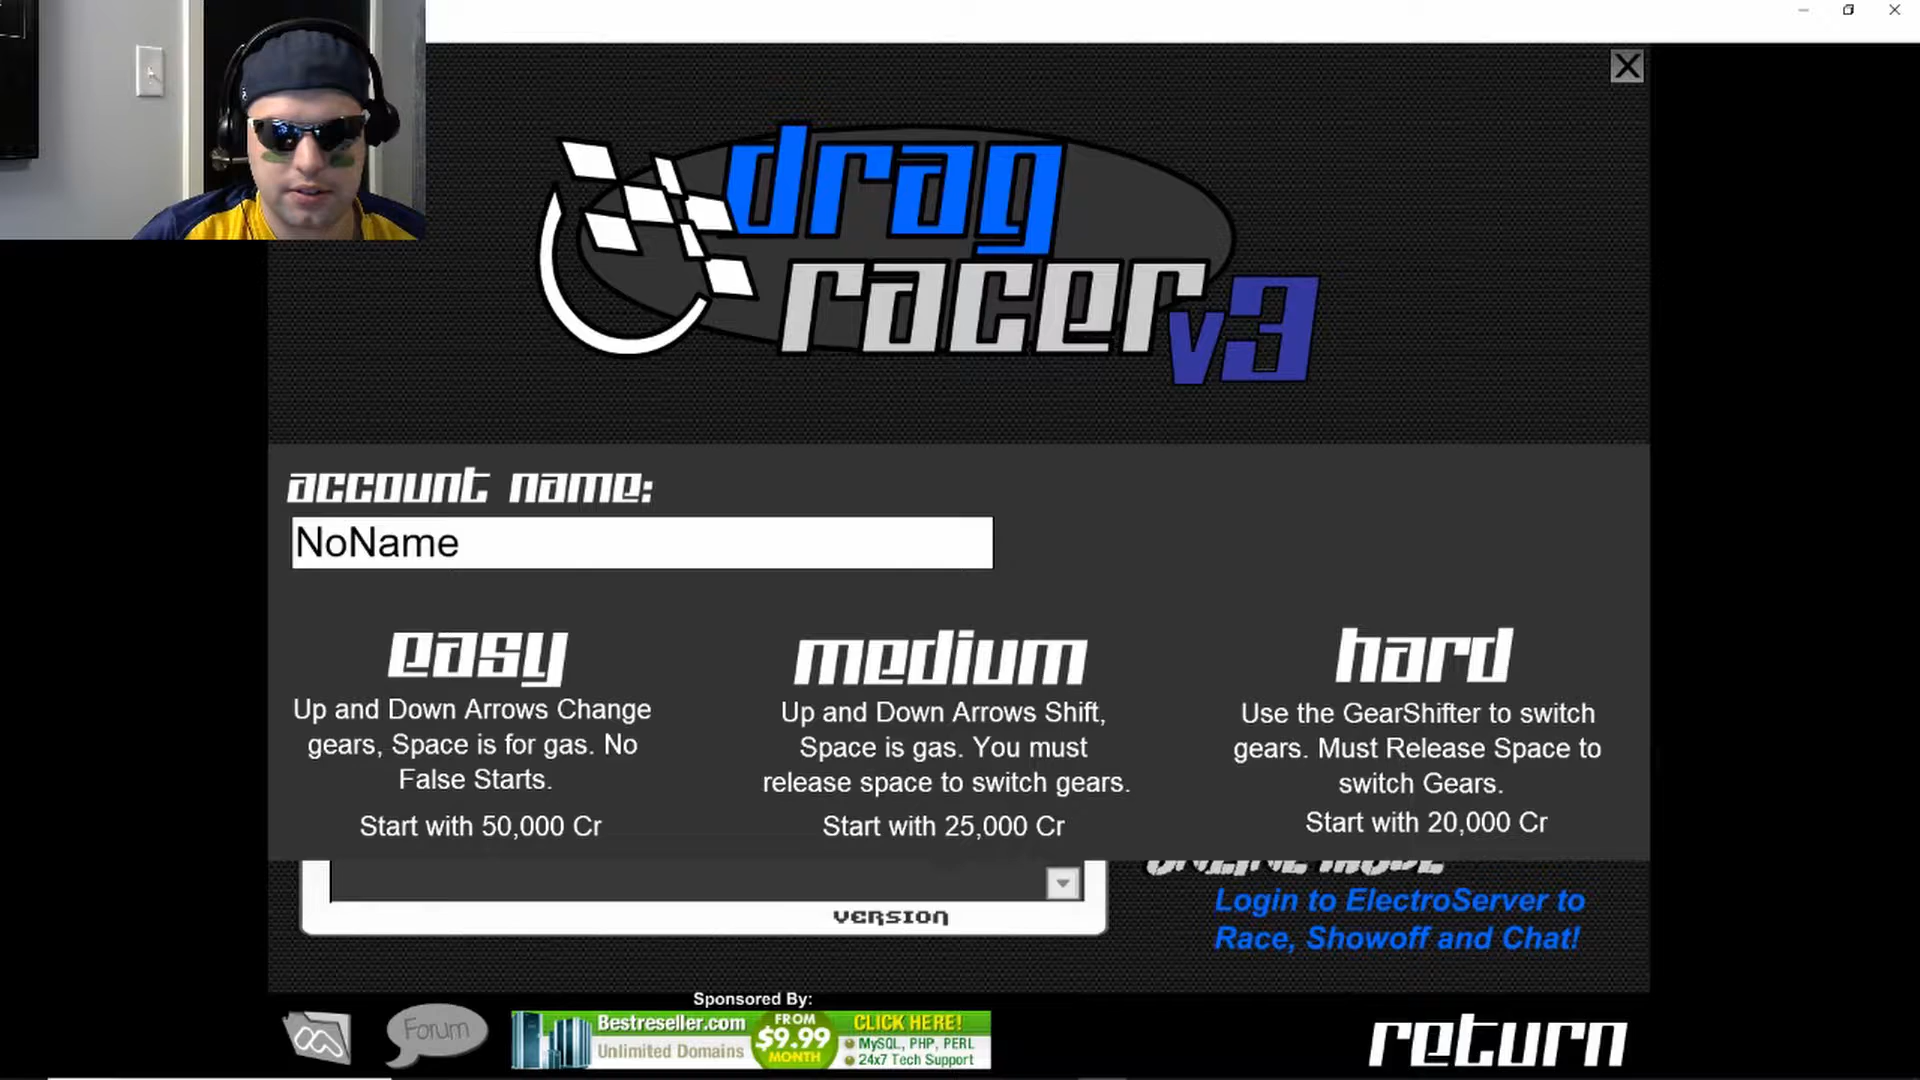 drag
racer v3
account name:
NoName
easy
Up and Down Arrows Change
gears, Space is for gas. No
False Starts.
Start with 50,000 Cr
medium
Up and Down Arrows Shift,
Space is gas. You must
release space to switch gears.
Start with 25,000 Cr
hard
Use the GearShifter to switch
gears. Must Release Space to
switch Gears.
Start with 20,000 Cr
VERSION
ONLINE MODE
Login to ElectroServer to
Race, Showoff and Chat!
Forum
Sponsored By:
Bestreseller.com
Unlimited Domains
FROM
$9.99
MONTH
CLICK HERE!
MySQL, PHP, PERL
24x7 Tech Support
return